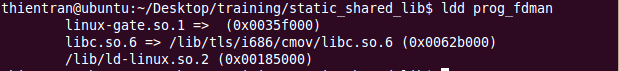 thientran@ubuntu:~/Desktop/training/static_shared_lib$ ldd prog_fdman
linux-gate.so.1 =>  (0x0035f000)
libc.so.6 => /lib/tls/i686/cmov/libc.so.6 (0x0062b000)
/lib/ld-linux.so.2 (0x00185000)